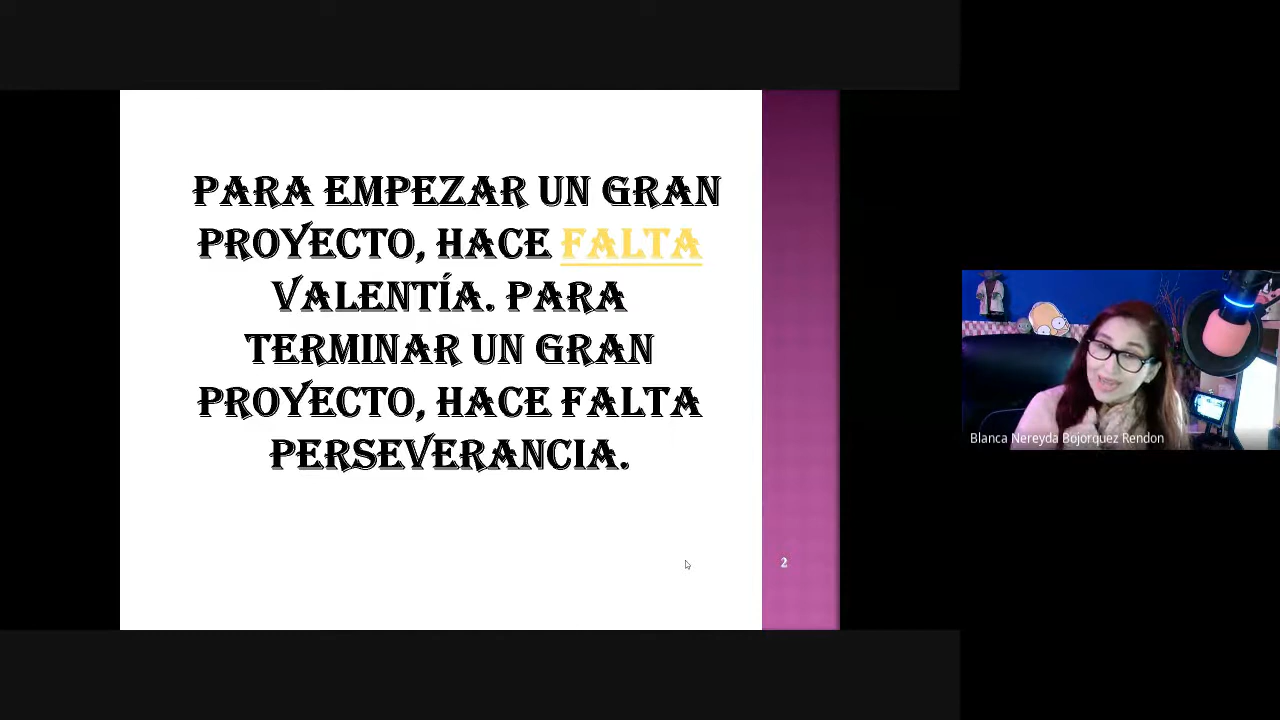 PARA EMPEZAR UN GRAN
PROYECTO, HACE FALTA
VALENTÍA. PARA
TERMINAR UN GRAN
PROYECTO, HACE FALTA
PERSEVERANCIA.
2
Blanca Nereyda Bojorquez Rendon